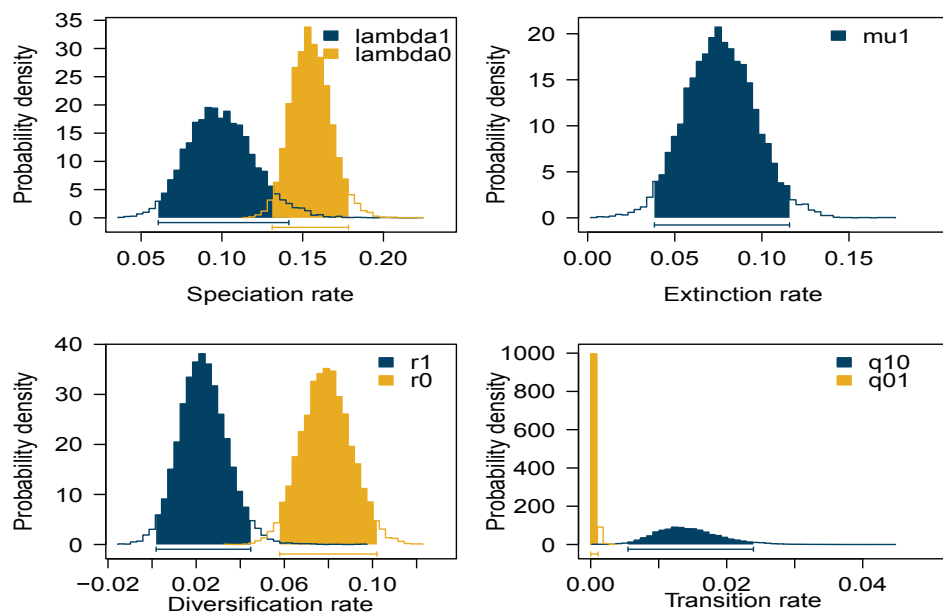 35
30
25
20
15
10
5
0
Probability density
lambda1
lambda0
0.05 0.10 0.15 0.20
Speciation rate
20
15
10
5
0
Probability density
mu1
0.00 0.05 0.10 0.15
Extinction rate
40
30
20
10
0
Probability density
r1
r0
−0.02 0.02 0.06 0.10
Diversification rate
1000
800
600
400
200
0
Probability density
q10
q01
0.00 0.02 0.04
Transition rate